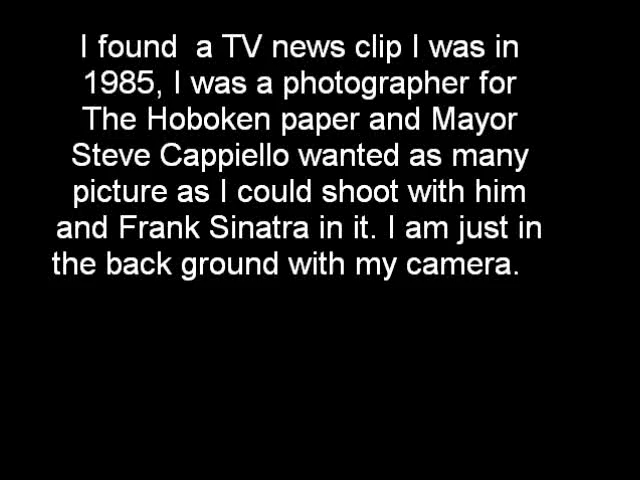 I found  a TV news clip I was in
1985, I was a photographer for
The Hoboken paper and Mayor
Steve Cappiello wanted as many
picture as I could shoot with him
and Frank Sinatra in it. I am just in
the back ground with my camera.